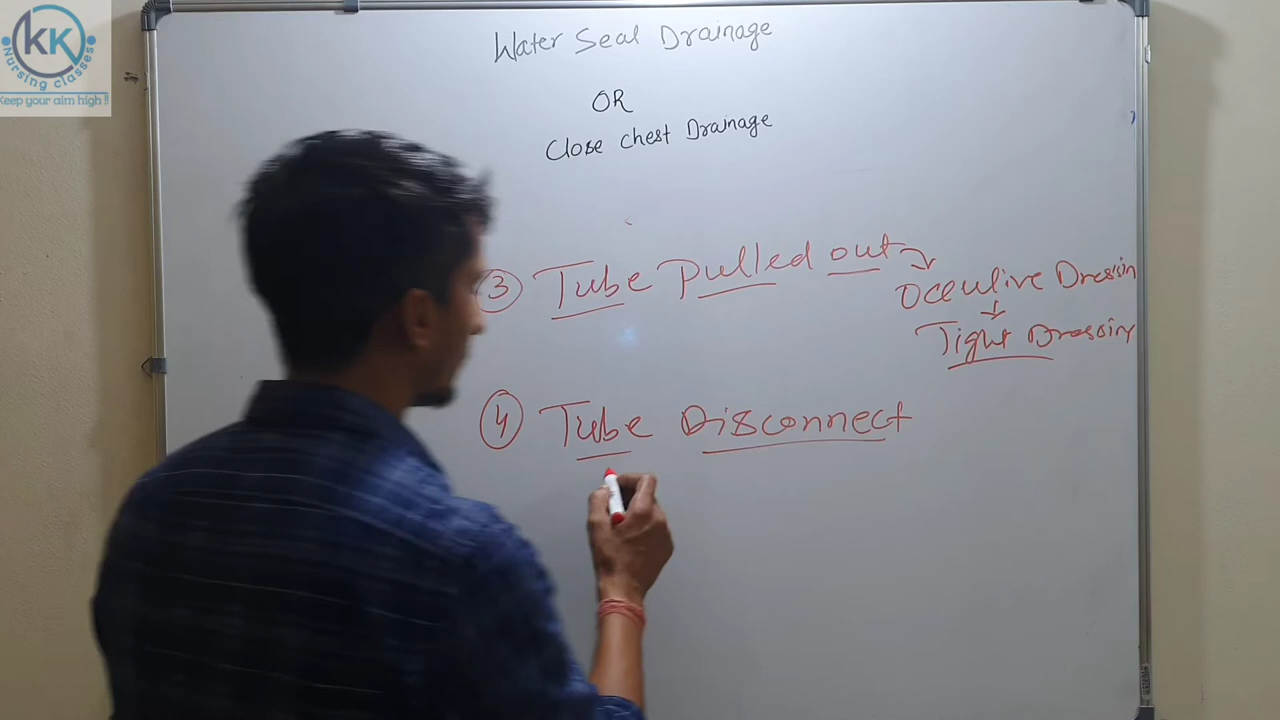 KK
Nursing classes
Keep your aim high !!
Water Seal Drainage
OR
Close Chest Drainage
3 Tube Pulled out
Occulive Dressin
Tight Dressing
4 Tube Disconnect